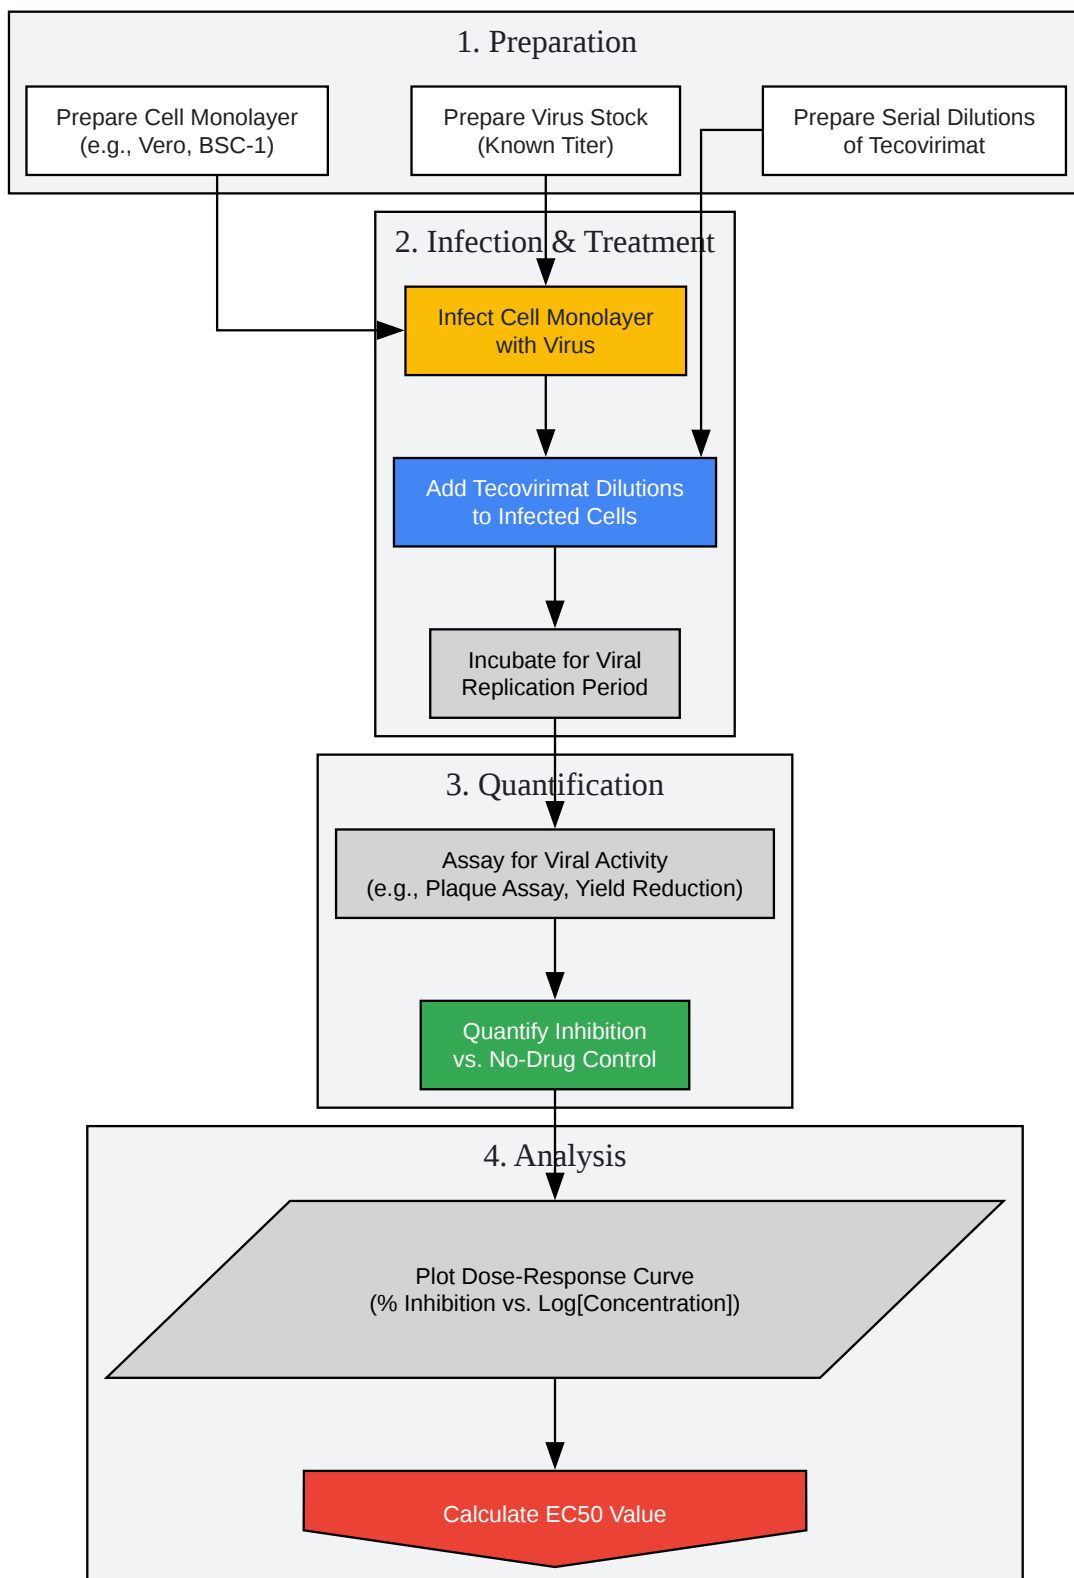 1. Preparation
Prepare Cell Monolayer
(e.g., Vero, BSC-1)
Prepare Virus Stock
(Known Titer)
Prepare Serial Dilutions
of Tecovirimat
2. Infection & Treatment
Infect Cell Monolayer
with Virus
Add Tecovirimat Dilutions
to Infected Cells
Incubate for Viral
Replication Period
3. Quantification
Assay for Viral Activity
(e.g., Plaque Assay, Yield Reduction)
Quantify Inhibition
vs. No-Drug Control
4. Analysis
Plot Dose-Response Curve
(% Inhibition vs. Log[Concentration])
Calculate EC50 Value